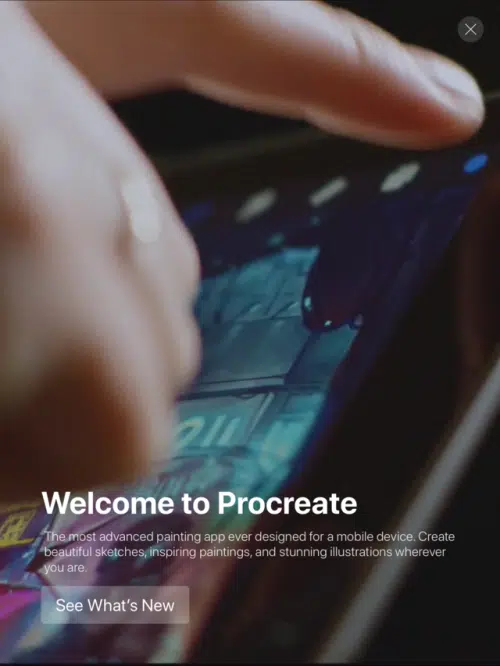 Welcome to Procreate
The most advanced painting app ever designed for a mobile device. Create
beautiful sketches, inspiring paintings, and stunning illustrations wherever
you are.
See What's New